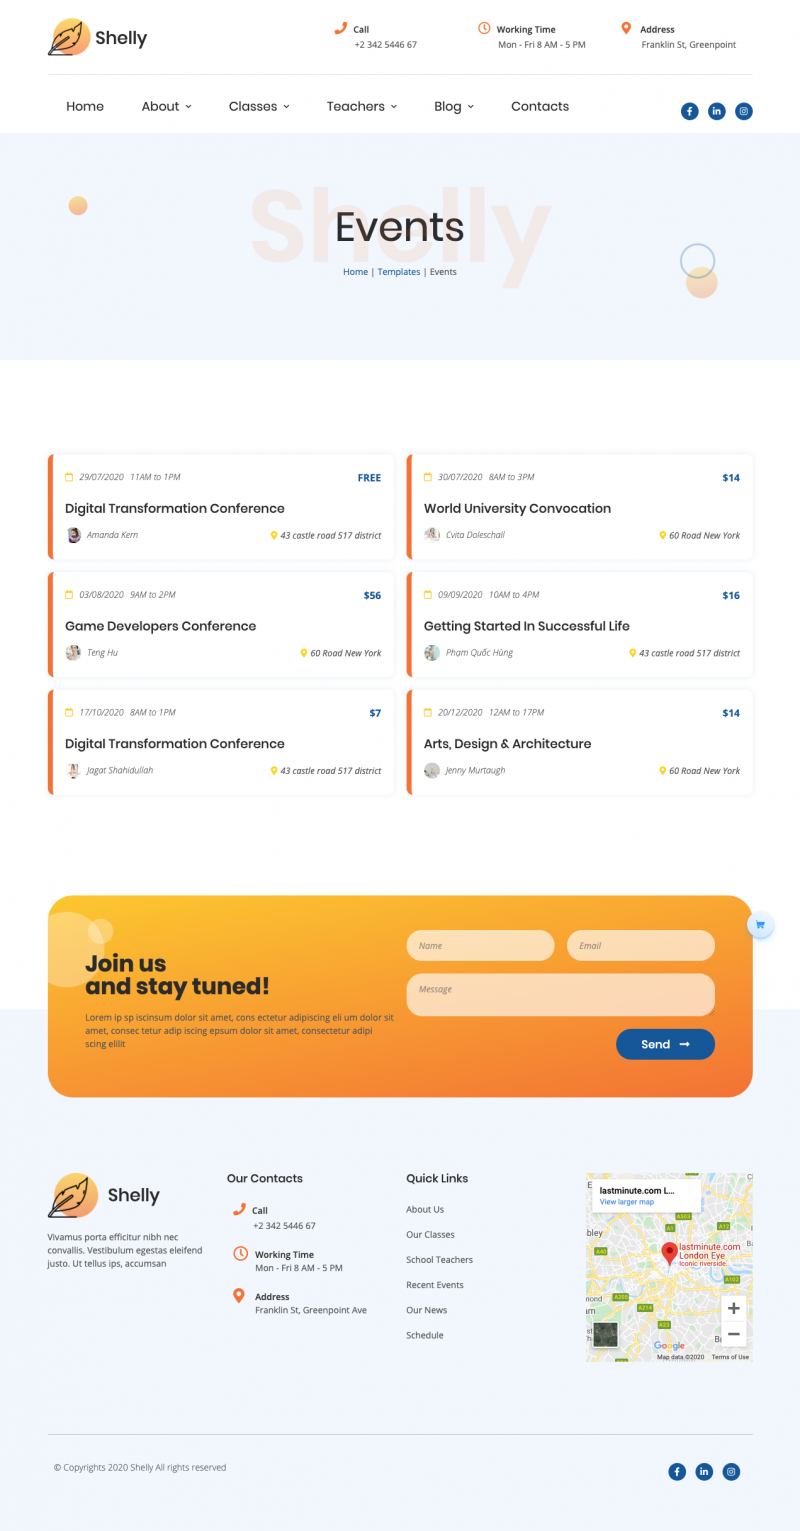 Shelly
Call
+2 342 5446 67
Working Time
Mon - Fri 8 AM - 5 PM
Address
Franklin St, Greenpoint
Home
About
Classes
Teachers
Blog
Contacts
Shelly
Events
Home | Templates | Events
29/07/2020 11AM to 1PM
FREE
Digital Transformation Conference
Amanda Kern
43 castle road 517 district
30/07/2020 8AM to 3PM
$14
World University Convocation
Cvita Doleschall
60 Road New York
03/08/2020 9AM to 2PM
$56
Game Developers Conference
Teng Hu
60 Road New York
09/09/2020 10AM to 4PM
$16
Getting Started In Successful Life
Phạm Quốc Hùng
43 castle road 517 district
17/10/2020 8AM to 1PM
$7
Digital Transformation Conference
Jagat Shahidullah
43 castle road 517 district
20/12/2020 12AM to 17PM
$14
Arts, Design & Architecture
Jenny Murtaugh
60 Road New York
Join us
and stay tuned!
Lorem ip sp iscinsum dolor sit amet, cons ectetur adipiscing eli um dolor sit
amet, consec tetur adip iscing epsum dolor sit amet, consectetur adipi
scing elilit
Name
Email
Message
Send
Shelly
Vivamus porta efficitur nibh nec
convallis. Vestibulum egestas eleifend
justo. Ut tellus ips, accumsan
Our Contacts
Call
+2 342 5446 67
Working Time
Mon - Fri 8 AM - 5 PM
Address
Franklin St, Greenpoint Ave
Quick Links
About Us
Our Classes
School Teachers
Recent Events
Our News
Schedule
lastminute.com L...
View larger map
lastminute.com
London Eye
Iconic riverside..
A40
A12
A102
A205
A214
A23
Google
Map data ©2020
Terms of Use
© Copyrights 2020 Shelly All rights reserved